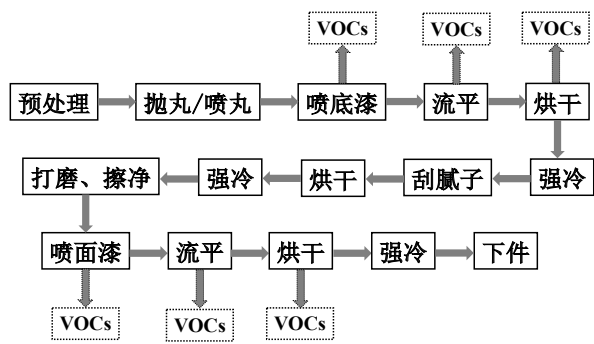 VOCs VOCs VOCs
预处理 抛丸/喷丸 喷底漆 流平 烘干
打磨、擦净 强冷 烘干 刮腻子 强冷
喷面漆 流平 烘干 强冷 下件
VOCs VOCs VOCs